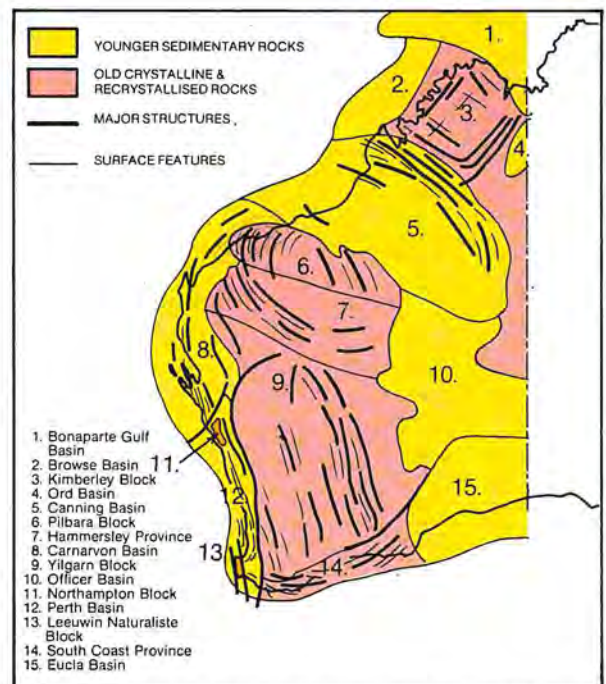 YOUNGER SEDIMENTARY ROCKS
OLD CRYSTALLINE &
RECRYSTALLISED ROCKS
MAJOR STRUCTURES .
SURFACE FEATURES
1.
2.
3.
4.
5.
6.
7.
8.
9.
10.
11.
12.
13
14.
15.
1. Bonaparte Gulf
Basin
2. Browse Basin
3. Kimberley Block
4. Ord Basin
5. Canning Basin
6. Pilbara Block
7. Hammersley Province
8. Carnarvon Basin
9. Yilgarn Block
10. Officer Basin
11. Northampton Block
12. Perth Basin
13. Leeuwin Naturaliste
Block
14. South Coast Province
15. Eucla Basin